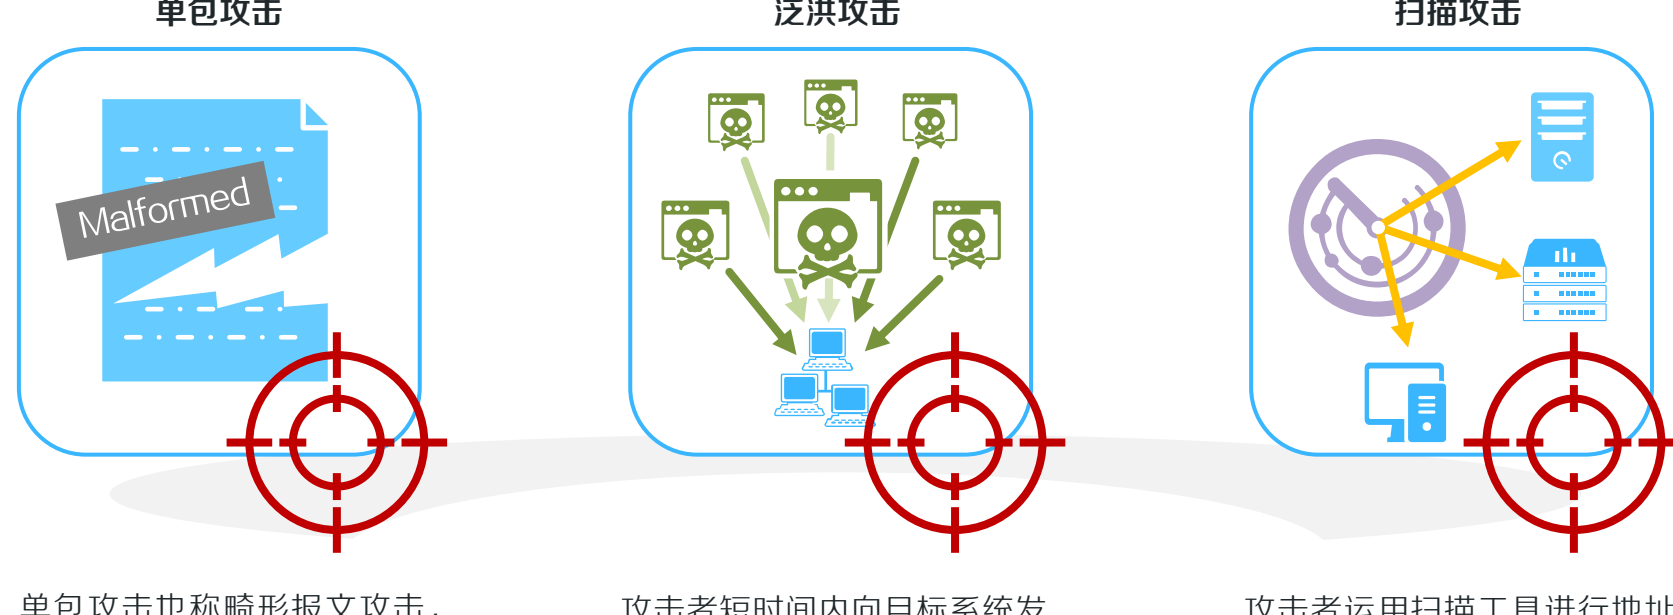 单包攻击
泛洪攻击
扫描攻击
Malformed
单包攻击也称畸形报文攻击，
攻击者短时间内向目标系统发
攻击者运用扫描工具进行地址